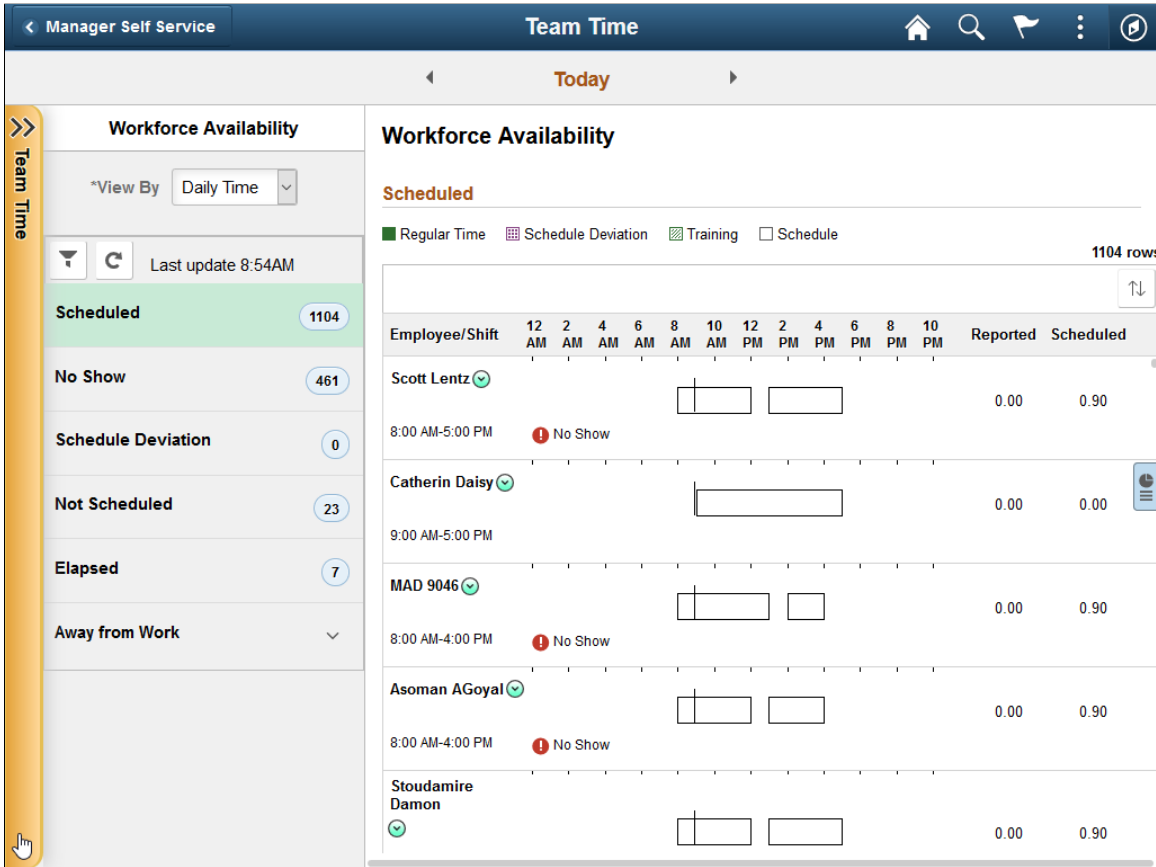 Manager Self Service
Team Time
Today
Team Time
Workforce Availability
*View By Daily Time
Last update 8:54AM
Scheduled 1104
No Show 461
Schedule Deviation 0
Not Scheduled 23
Elapsed 7
Away from Work
Workforce Availability
Scheduled
Regular Time Schedule Deviation Training Schedule
1104 rows
Employee/Shift 12 AM 2 AM 4 AM 6 AM 8 AM 10 AM 12 PM 2 PM 4 PM 6 PM 8 PM 10 PM Reported Scheduled
Scott Lentz
0.00 0.90
8:00 AM-5:00 PM No Show
Catherin Daisy
0.00 0.00
9:00 AM-5:00 PM
MAD 9046
0.00 0.90
8:00 AM-4:00 PM No Show
Asoman AGoyal
0.00 0.90
8:00 AM-4:00 PM No Show
Stoudamire
Damon
0.00 0.90